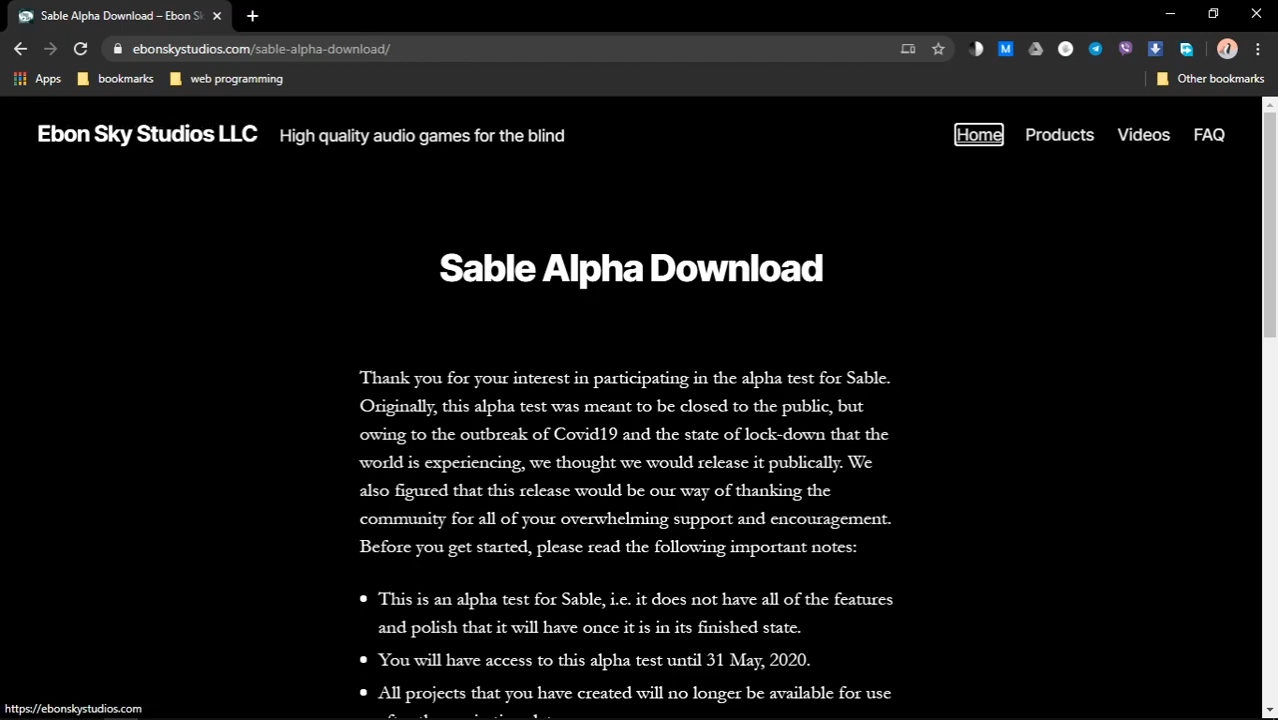 Sable Alpha Download – Ebon Sk
ebonskystudios.com/sable-alpha-download/
Apps bookmarks web programming Other bookmarks
Ebon Sky Studios LLC High quality audio games for the blind Home Products Videos FAQ
Sable Alpha Download
Thank you for your interest in participating in the alpha test for Sable.
Originally, this alpha test was meant to be closed to the public, but
owing to the outbreak of Covid19 and the state of lock-down that the
world is experiencing, we thought we would release it publically. We
also figured that this release would be our way of thanking the
community for all of your overwhelming support and encouragement.
Before you get started, please read the following important notes:
• This is an alpha test for Sable, i.e. it does not have all of the features
and polish that it will have once it is in its finished state.
• You will have access to this alpha test until 31 May, 2020.
• All projects that you have created will no longer be available for use
https://ebonskystudios.com